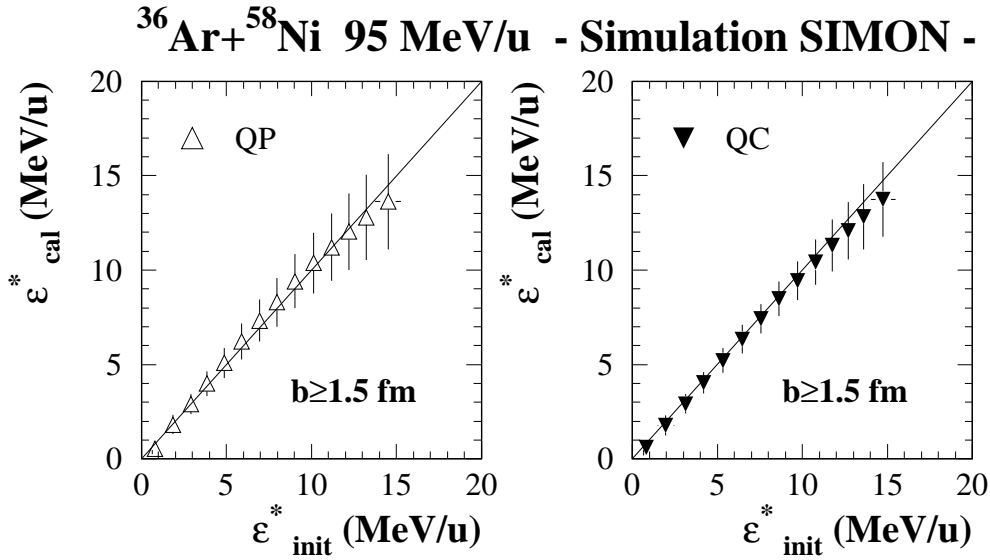 ³⁶Ar+⁵⁸Ni 95 MeV/u - Simulation SIMON -
ε*cal (MeV/u)
20
15
10
5
0
QP
b≥1.5 fm
0 5 10 15 20
ε*init (MeV/u)
ε*cal (MeV/u)
20
15
10
5
0
QC
b≥1.5 fm
0 5 10 15 20
ε*init (MeV/u)